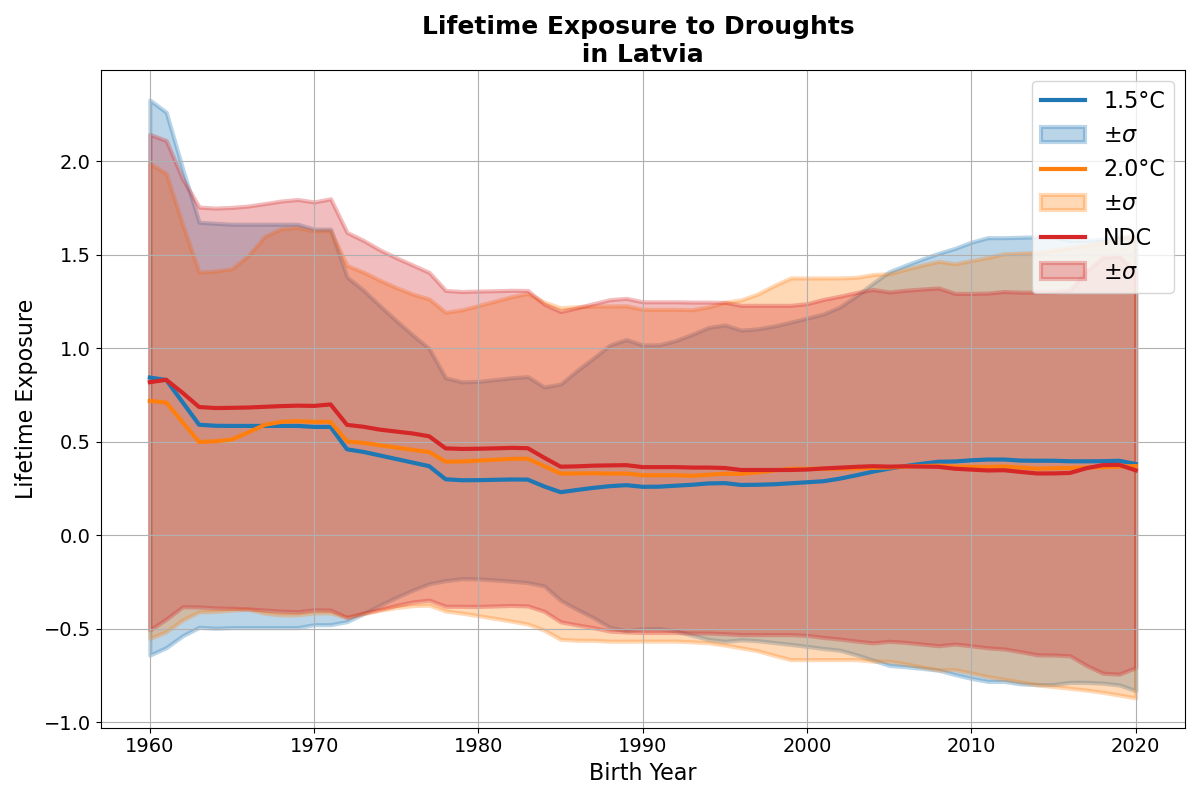 Lifetime Exposure to Droughts
in Latvia
1.5°C
±σ
2.0°C
±σ
NDC
±σ
Lifetime Exposure
2.0
1.5
1.0
0.5
0.0
−0.5
−1.0
1960 1970 1980 1990 2000 2010 2020
Birth Year